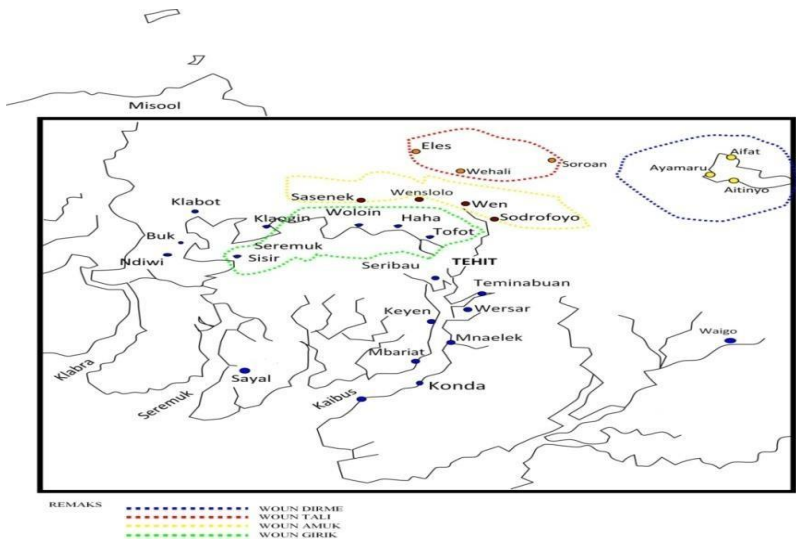 Misool
Eles
Wehali
Soroan
Aifat
Ayamaru
Aitinyo
Sasenek
Wenslolo
Wen
Sodrofoyo
Klabot
Klaogin
Woloin
Haha
Tofot
Buk
Ndiwi
Seremuk
Sisir
Seribau
TEHIT
Teminabuan
Keyen
Wersar
Mnaelek
Waigo
Mbariat
Klabra
Sayal
Seremuk
Kaibus
Konda
REMAKS
WOUN DIRME
WOUN TALI
WOUN AMUK
WOUN GIRIK